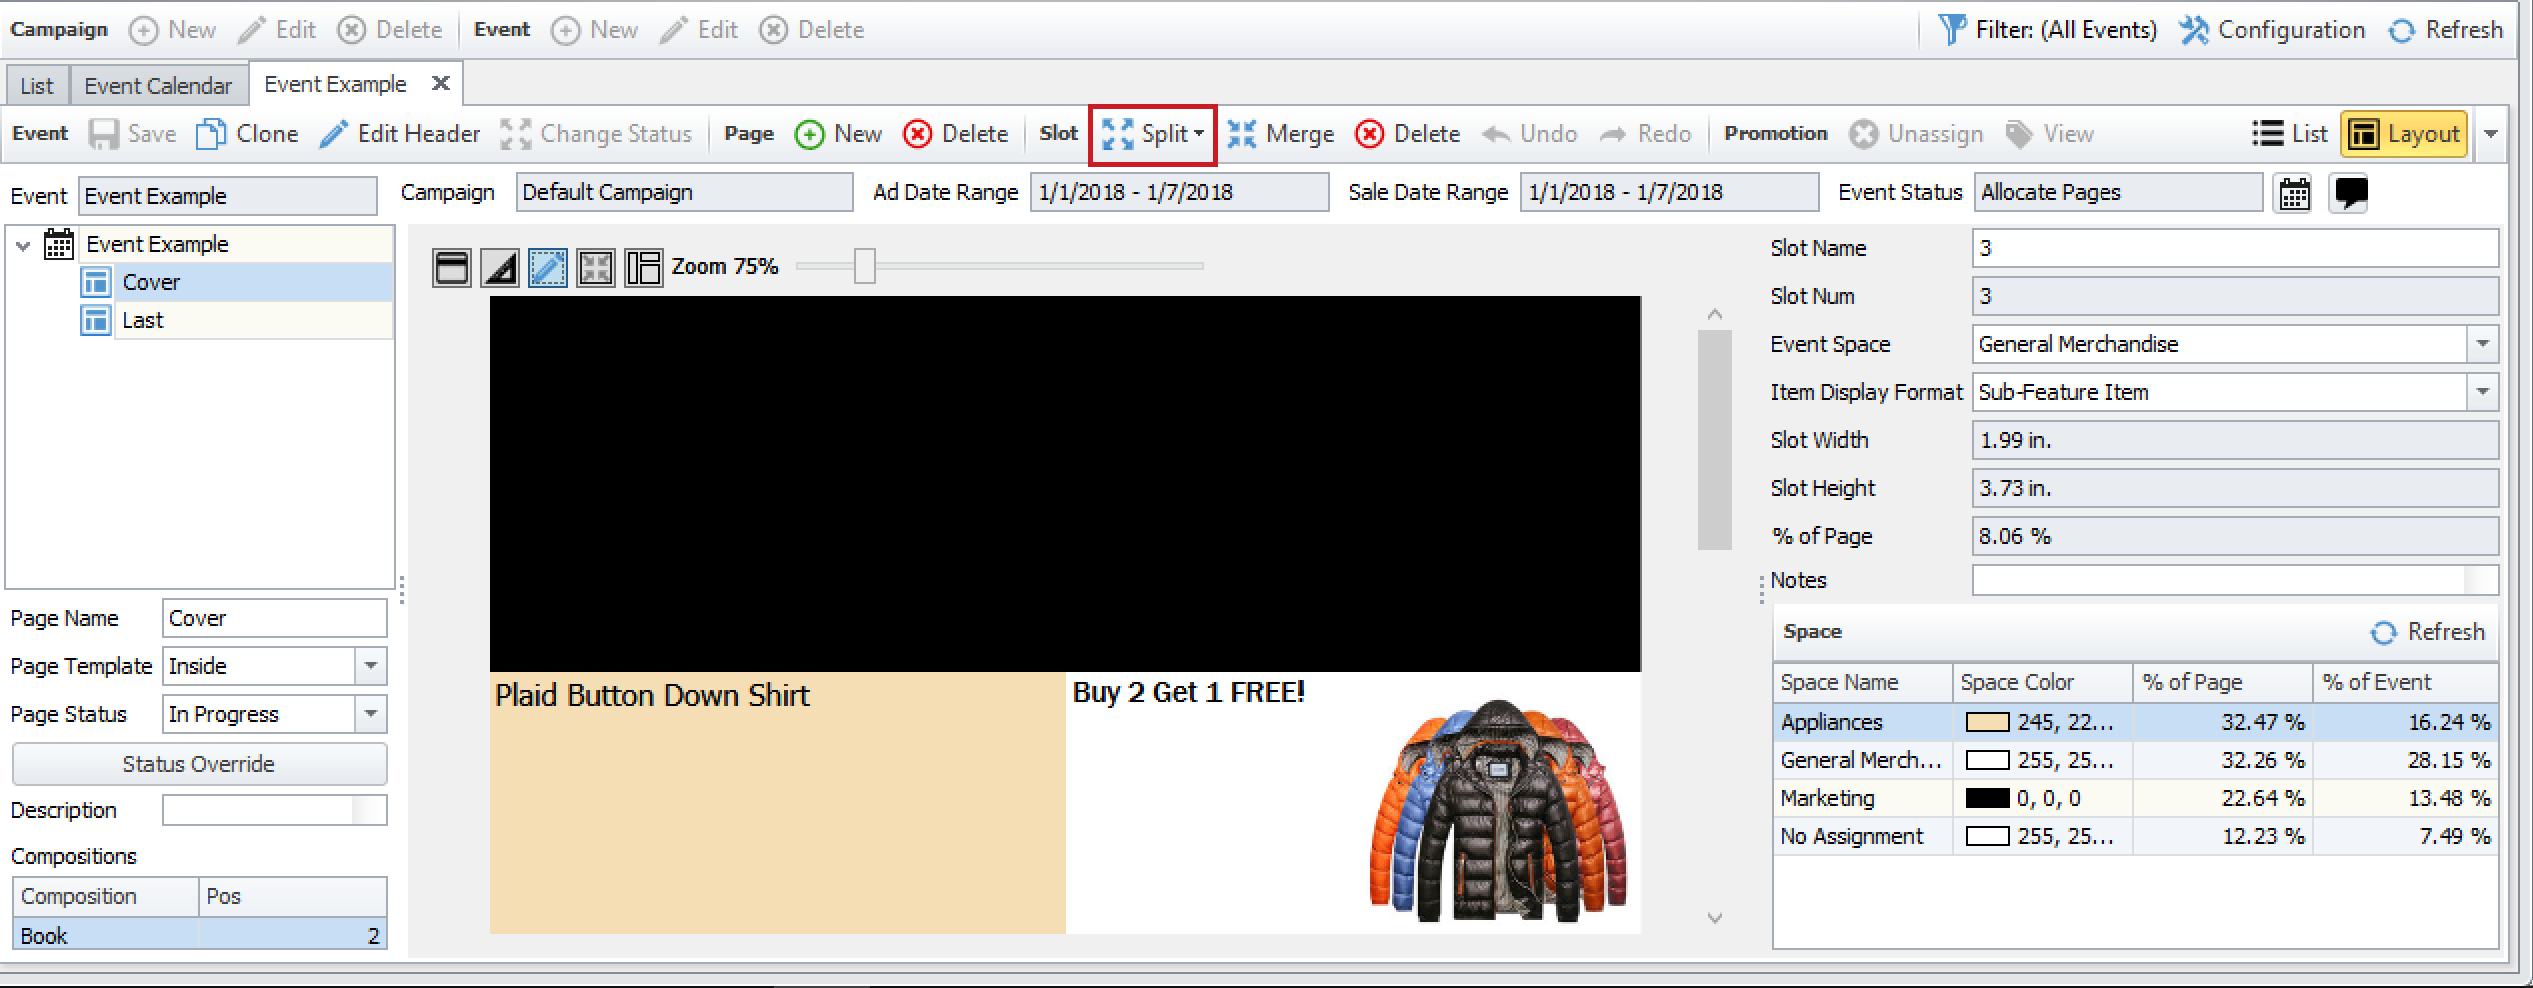 Campaign New Edit Delete Event New Edit Delete Filter: (All Events) Configuration Refresh
List Event Calendar Event Example
Event Save Clone Edit Header Change Status Page New Delete Slot Split Merge Delete Undo Redo Promotion Unassign View List Layout
Event Event Example Campaign Default Campaign Ad Date Range 1/1/2018 - 1/7/2018 Sale Date Range 1/1/2018 - 1/7/2018 Event Status Allocate Pages
Event Example
Cover
Last
Page Name Cover
Page Template Inside
Page Status In Progress
Status Override
Description
Compositions
Composition Pos
Book 2
Zoom 75%
Plaid Button Down Shirt
Buy 2 Get 1 FREE!
Slot Name 3
Slot Num 3
Event Space General Merchandise
Item Display Format Sub-Feature Item
Slot Width 1.99 in.
Slot Height 3.73 in.
% of Page 8.06 %
Notes
Space Refresh
Space Name Space Color % of Page % of Event
Appliances 245, 22... 32.47 % 16.24 %
General Merch... 255, 25... 32.26 % 28.15 %
Marketing 0, 0, 0 22.64 % 13.48 %
No Assignment 255, 25... 12.23 % 7.49 %